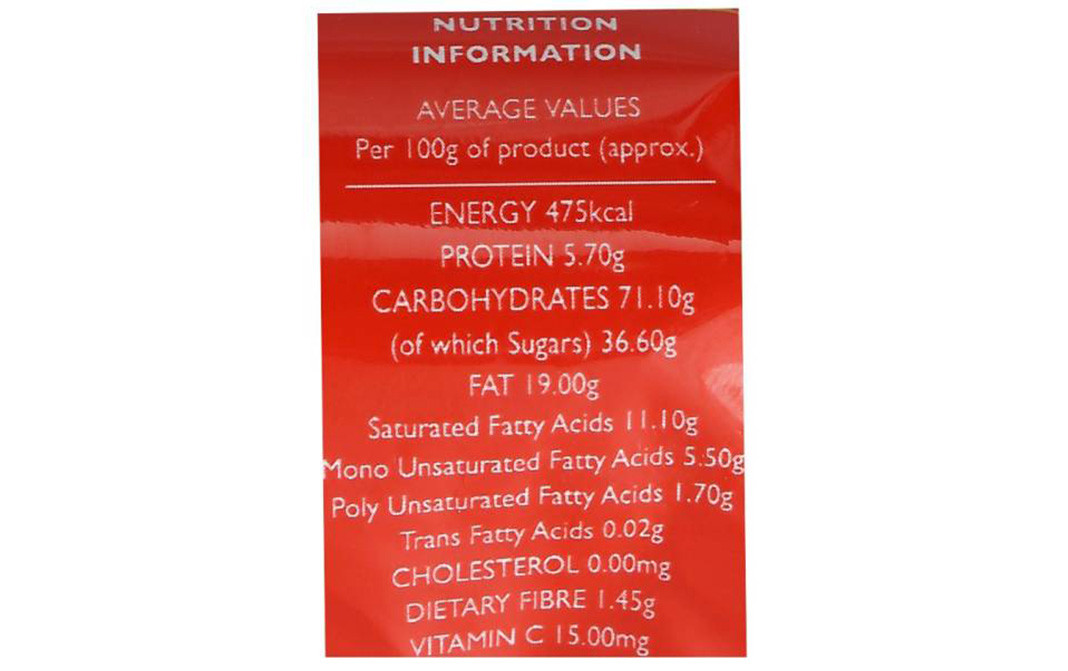 NUTRITION
INFORMATION
AVERAGE VALUES
Per 100g of product (approx.)
ENERGY 475kcal
PROTEIN 5.70g
CARBOHYDRATES 71.10g
(of which Sugars) 36.60g
FAT 19.00g
Saturated Fatty Acids 11.10g
Mono Unsaturated Fatty Acids 5.50g
Poly Unsaturated Fatty Acids 1.70g
Trans Fatty Acids 0.02g
CHOLESTEROL 0.00mg
DIETARY FIBRE 1.45g
VITAMIN C 15.00mg